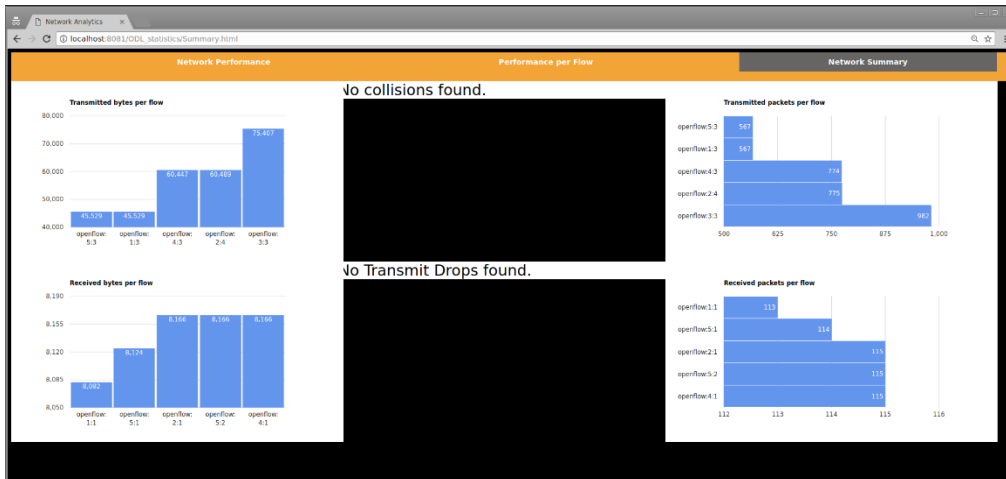 Network Analytics
localhost:8081/ODL_statistics/Summary.html
Network Performance
Performance per Flow
Network Summary
Transmitted bytes per flow
80,000
70,000
60,000
50,000
40,000
45,529
45,529
60,447
60,489
75,407
openflow:
5:3
openflow:
1:3
openflow:
4:3
openflow:
2:4
openflow:
3:3
No collisions found.
Transmitted packets per flow
openflow:5:3
567
openflow:1:3
567
openflow:4:3
774
openflow:2:4
775
openflow:3:3
982
500
625
750
875
1,000
Received bytes per flow
8,190
8,155
8,120
8,085
8,050
8,082
8,124
8,166
8,166
8,166
openflow:
1:1
openflow:
5:1
openflow:
2:1
openflow:
5:2
openflow:
4:1
No Transmit Drops found.
Received packets per flow
openflow:1:1
113
openflow:5:1
114
openflow:2:1
115
openflow:5:2
115
openflow:4:1
115
112
113
114
115
116